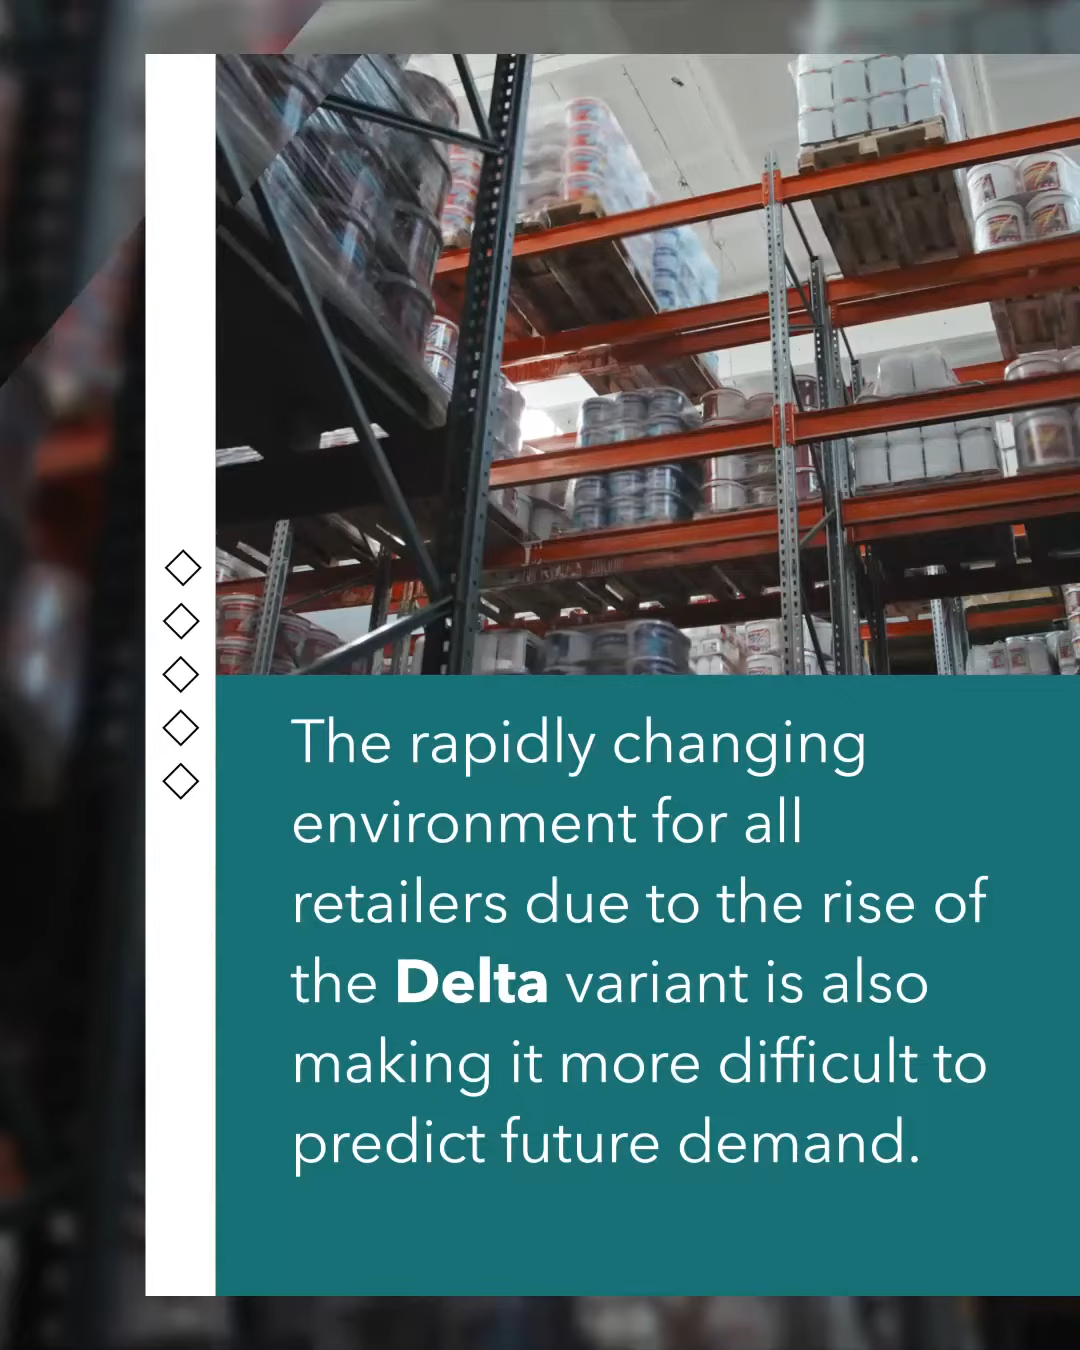 The rapidly changing
environment for all
retailers due to the rise of
the Delta variant is also
making it more difficult to
predict future demand.